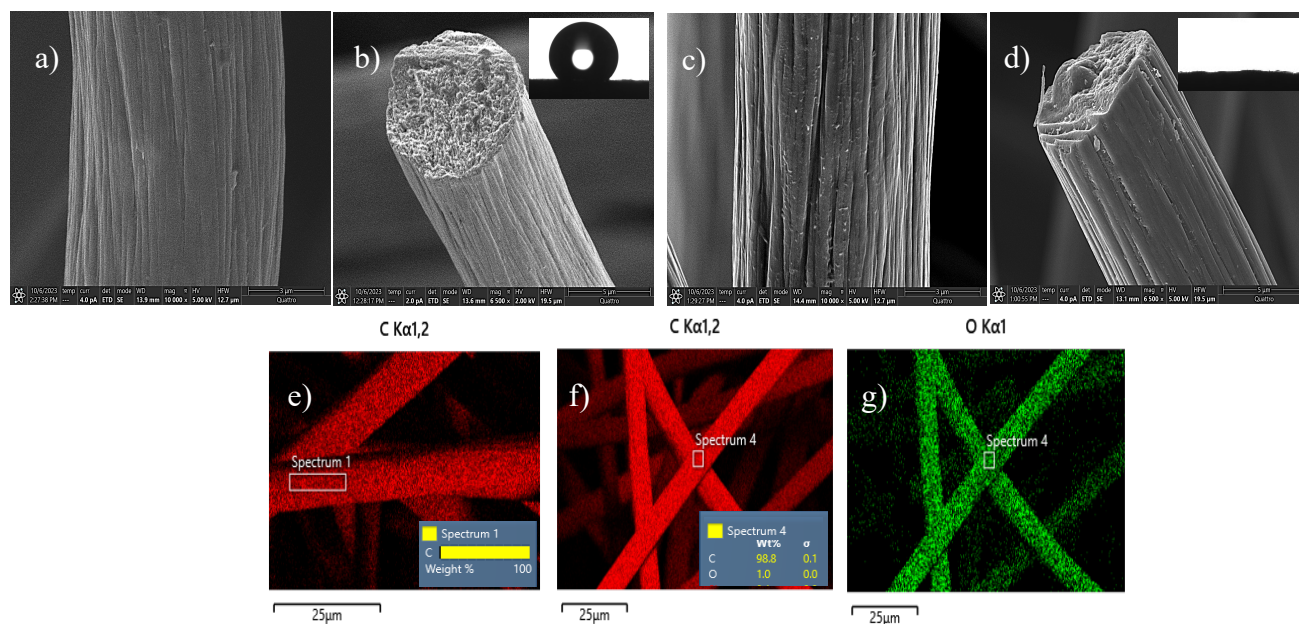 a)
b)
c)
d)
10/6/2023 temp curr det mode WD mag HV HFW 3 µm
2:27:38 PM --- 4.0 pA ETD SE 13.9 mm 10 000 x 5.00 kV 12.7 µm Quattro
10/6/2023 temp curr det mode WD mag HV HFW 5 µm
12:28:17 PM --- 2.0 pA ETD SE 13.6 mm 6 500 x 2.00 kV 19.5 µm Quattro
10/6/2023 temp curr det mode WD mag HV HFW 3 µm
1:29:27 PM --- 4.0 pA ETD SE 14.4 mm 10 000 x 5.00 kV 12.7 µm Quattro
10/6/2023 temp curr det mode WD mag HV HFW 5 µm
1:00:55 PM --- 4.0 pA ETD SE 13.1 mm 6 500 x 5.00 kV 19.5 µm Quattro
C Kα1,2
C Kα1,2
O Kα1
e)
Spectrum 1
Spectrum 1
C
Weight % 100
25µm
f)
Spectrum 4
Spectrum 4
Wt% σ
C 98.8 0.1
O 1.0 0.0
25µm
g)
Spectrum 4
25µm